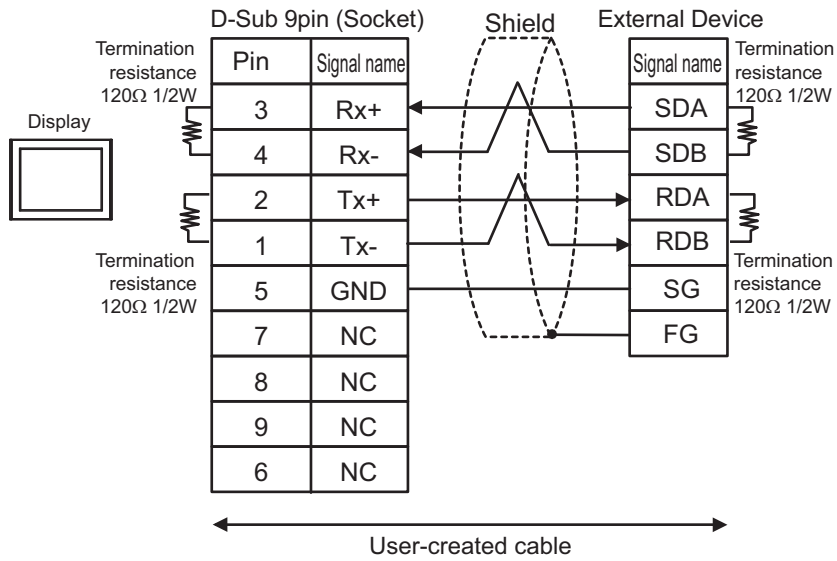 D-Sub 9pin (Socket)
Shield
External Device
Termination
resistance
120Ω 1/2W
Pin
Signal name
Signal name
Termination
resistance
120Ω 1/2W
Display
3
Rx+
SDA
4
Rx-
SDB
2
Tx+
RDA
1
Tx-
RDB
Termination
resistance
120Ω 1/2W
Termination
resistance
120Ω 1/2W
5
GND
SG
7
NC
FG
8
NC
9
NC
6
NC
User-created cable